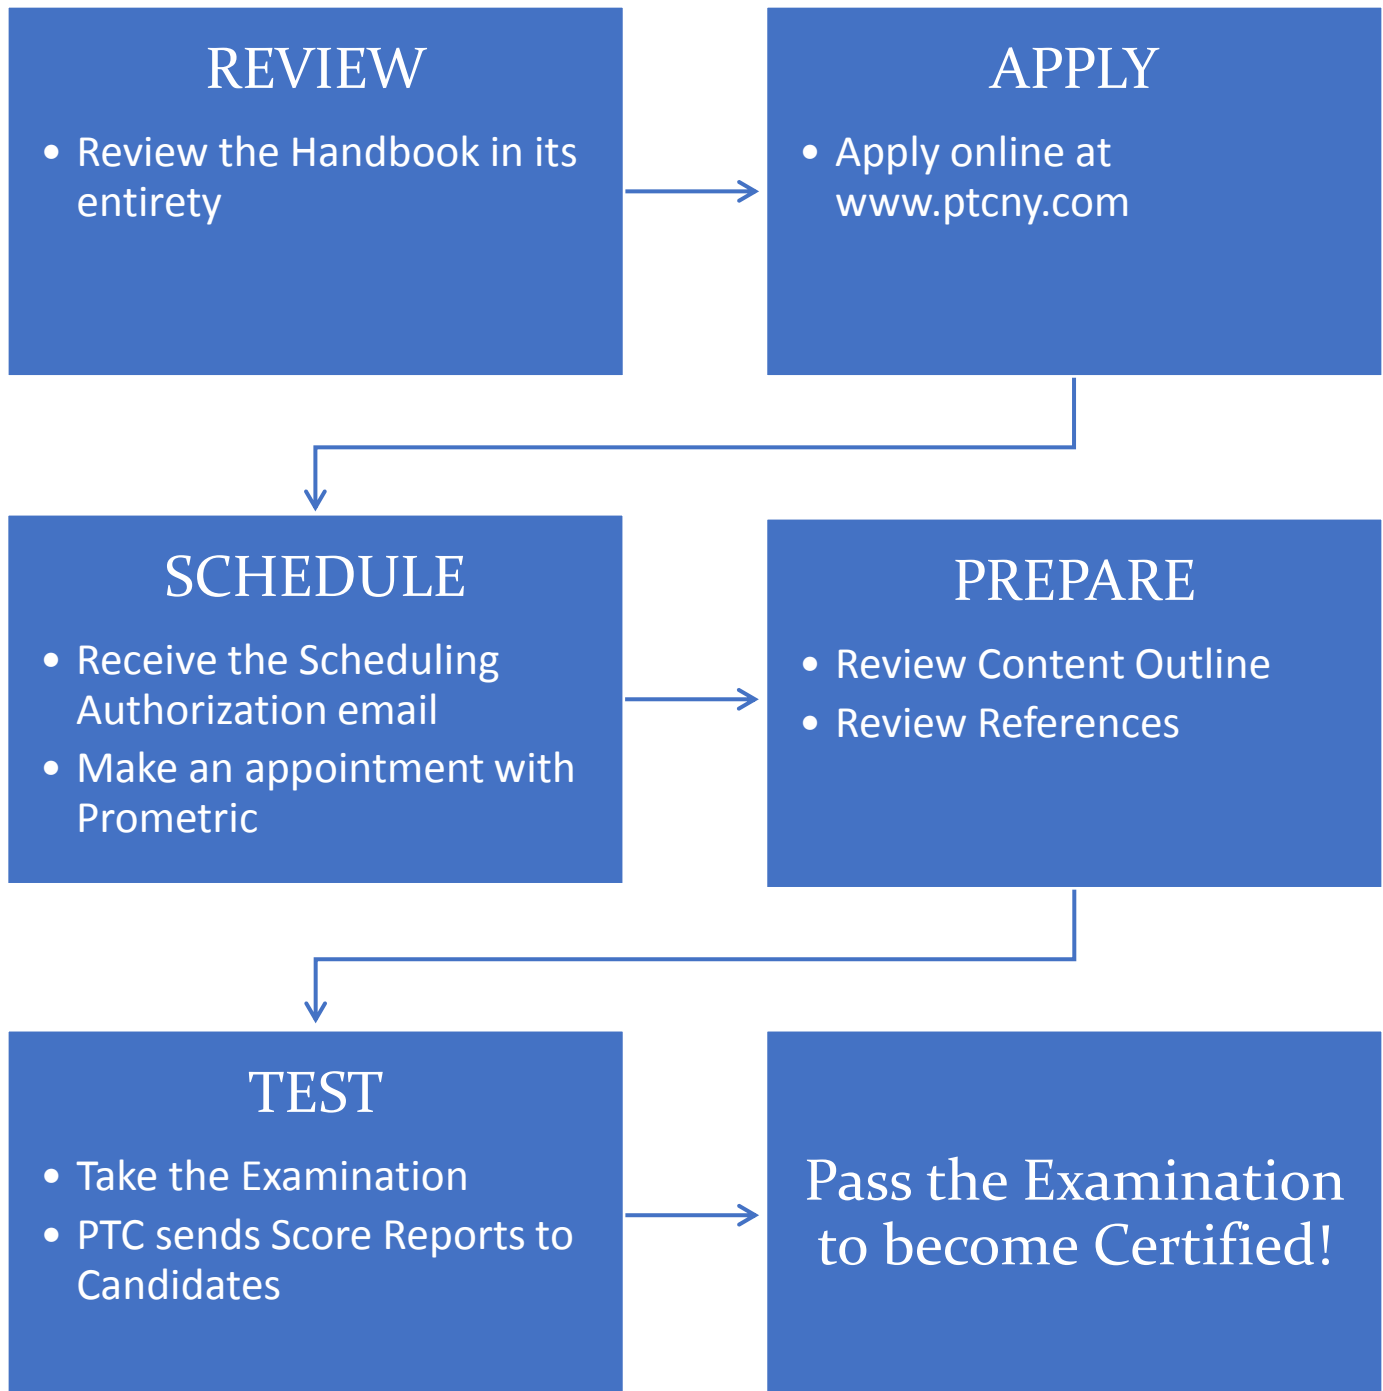 REVIEW
• Review the Handbook in its
entirety
APPLY
• Apply online at
www.ptcny.com
SCHEDULE
• Receive the Scheduling
Authorization email
• Make an appointment with
Prometric
PREPARE
• Review Content Outline
• Review References
TEST
• Take the Examination
• PTC sends Score Reports to
Candidates
Pass the Examination
to become Certified!